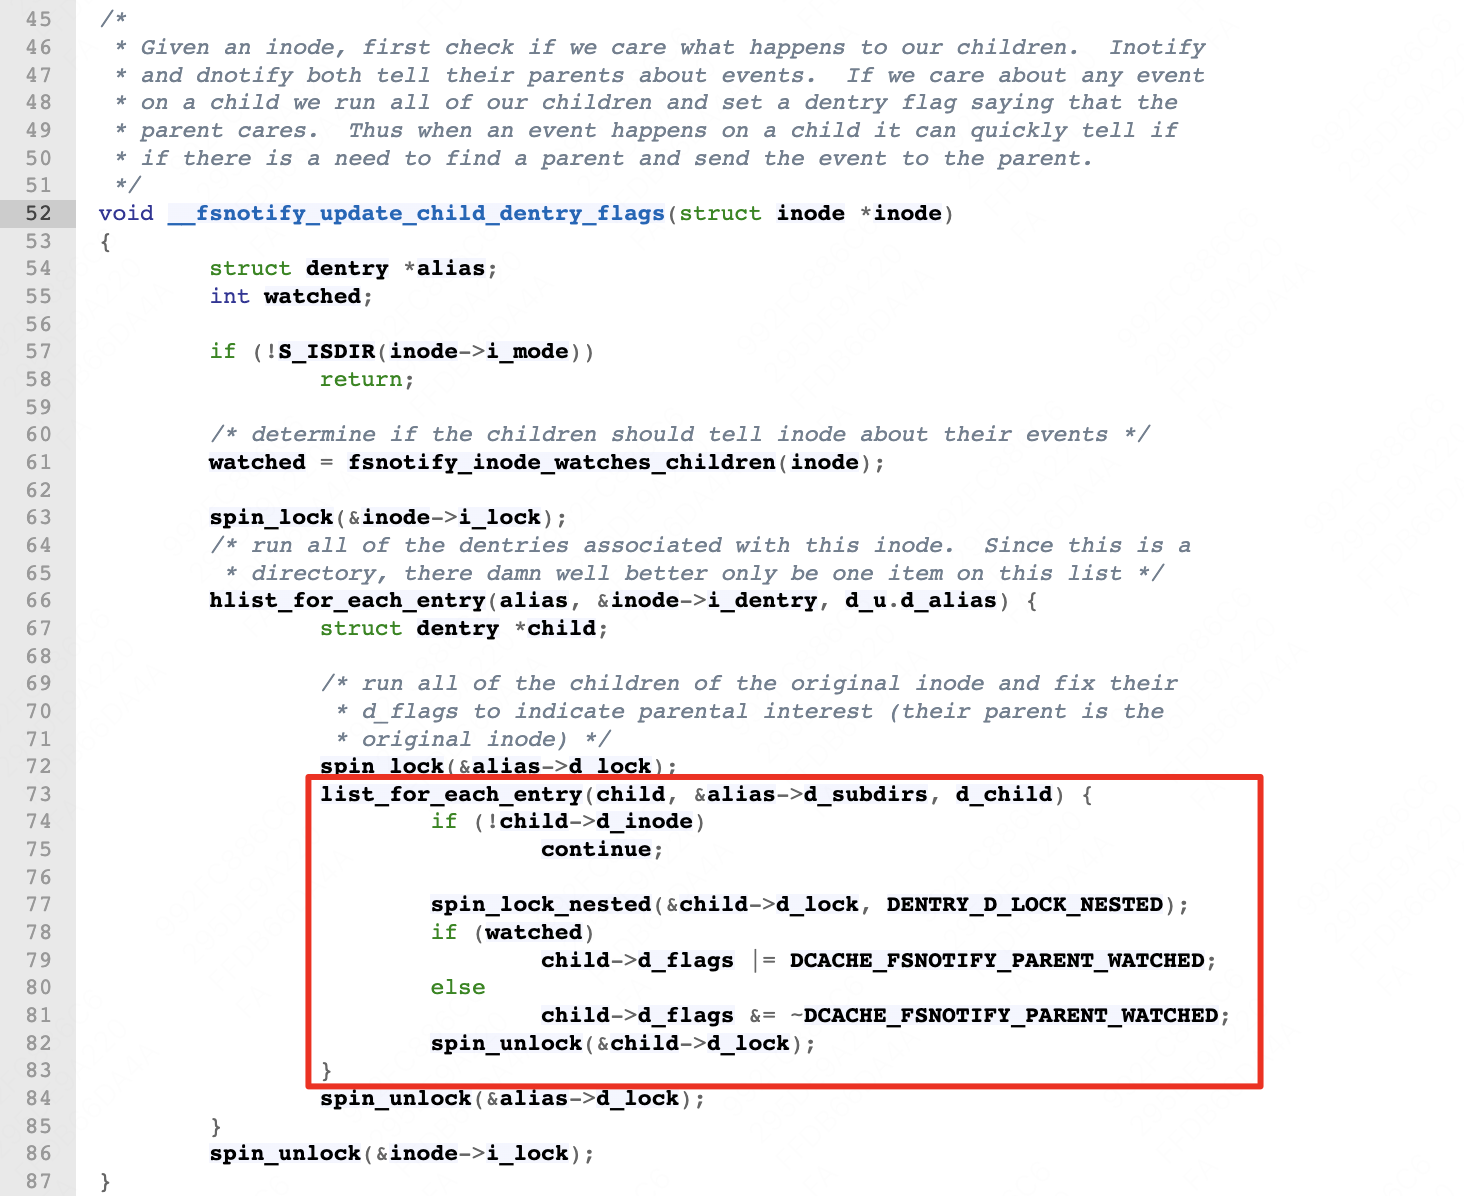 45 /*
46  * Given an inode, first check if we care what happens to our children.  Inotify
47  * and dnotify both tell their parents about events.  If we care about any event
48  * on a child we run all of our children and set a dentry flag saying that the
49  * parent cares.  Thus when an event happens on a child it can quickly tell if
50  * if there is a need to find a parent and send the event to the parent.
51  */
52 void __fsnotify_update_child_dentry_flags(struct inode *inode)
53 {
54         struct dentry *alias;
55         int watched;
56
57         if (!S_ISDIR(inode->i_mode))
58                 return;
59
60         /* determine if the children should tell inode about their events */
61         watched = fsnotify_inode_watches_children(inode);
62
63         spin_lock(&inode->i_lock);
64         /* run all of the dentries associated with this inode.  Since this is a
65          * directory, there damn well better only be one item on this list */
66         hlist_for_each_entry(alias, &inode->i_dentry, d_u.d_alias) {
67                 struct dentry *child;
68
69                 /* run all of the children of the original inode and fix their
70                  * d_flags to indicate parental interest (their parent is the
71                  * original inode) */
72                 spin_lock(&alias->d_lock);
73                 list_for_each_entry(child, &alias->d_subdirs, d_child) {
74                         if (!child->d_inode)
75                                 continue;
76
77                         spin_lock_nested(&child->d_lock, DENTRY_D_LOCK_NESTED);
78                         if (watched)
79                                 child->d_flags |= DCACHE_FSNOTIFY_PARENT_WATCHED;
80                         else
81                                 child->d_flags &= ~DCACHE_FSNOTIFY_PARENT_WATCHED;
82                         spin_unlock(&child->d_lock);
83                 }
84                 spin_unlock(&alias->d_lock);
85         }
86         spin_unlock(&inode->i_lock);
87 }